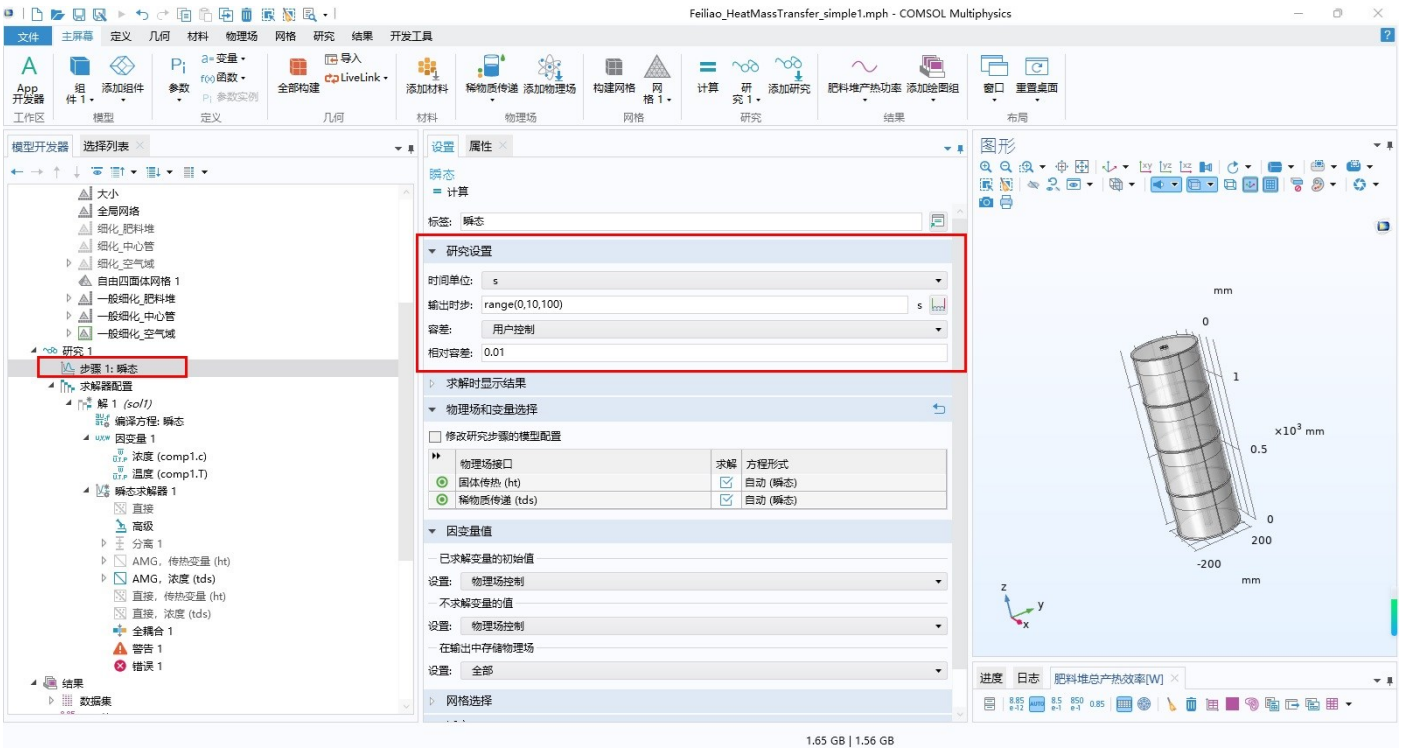 Feiliao_HeatMassTransfer_simple1.mph - COMSOL Multiphysics
文件 主屏幕 定义 几何 材料 物理场 网格 研究 结果 开发工具
A
App
开发器
组
件 1
添加组件
Pi
参数
a= 变量
f(x) 函数
Pi 参数实例
全部构建
导入
LiveLink
添加材料
稀物质传递
添加物理场
构建网格
网
格 1
计算
研
究 1
添加研究
肥料堆产热功率
添加绘图组
窗口
重置桌面
工作区 模型 定义 几何 材料 物理场 网格 研究 结果 布局
模型开发器 选择列表
大小
全局网络
细化_肥料堆
细化_中心管
细化_空气域
自由四面体网格 1
一般细化_肥料堆
一般细化_中心管
一般细化_空气域
研究 1
步骤 1: 瞬态
求解器配置
解 1 (sol1)
编译方程: 瞬态
因变量 1
浓度 (comp1.c)
温度 (comp1.T)
瞬态求解器 1
直接
高级
分离 1
AMG，传热变量 (ht)
AMG，浓度 (tds)
直接，传热变量 (ht)
直接，浓度 (tds)
全耦合 1
警告 1
错误 1
结果
数据集
设置 属性
瞬态
= 计算
标签: 瞬态
研究设置
时间单位: s
输出时步: range(0,10,100) s
容差: 用户控制
相对容差: 0.01
求解时显示结果
物理场和变量选择
修改研究步骤的模型配置
物理场接口 求解 方程形式
固体传热 (ht) 自动 (瞬态)
稀物质传递 (tds) 自动 (瞬态)
因变量值
已求解变量的初始值
设置: 物理场控制
不求解变量的值
设置: 物理场控制
在输出中存储物理场
设置: 全部
网格选择
图形
xy yz xz
mm
0
1
×10³ mm
0.5
0
200
-200
mm
z
y
x
进度 日志 肥料堆总产热效率[W]
8.85
e-12
AUTO
8.5
e-1
850
e-1
0.85
1.65 GB | 1.56 GB